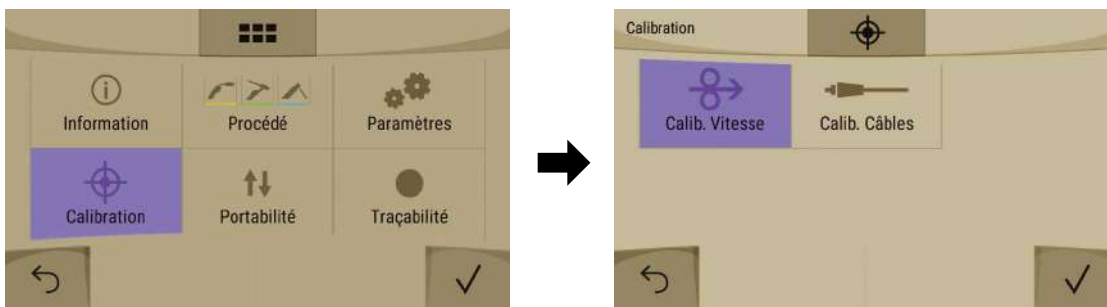 Information
Procédé
Paramètres
Calibration
Portabilité
Traçabilité
Calibration
Calib. Vitesse
Calib. Câbles